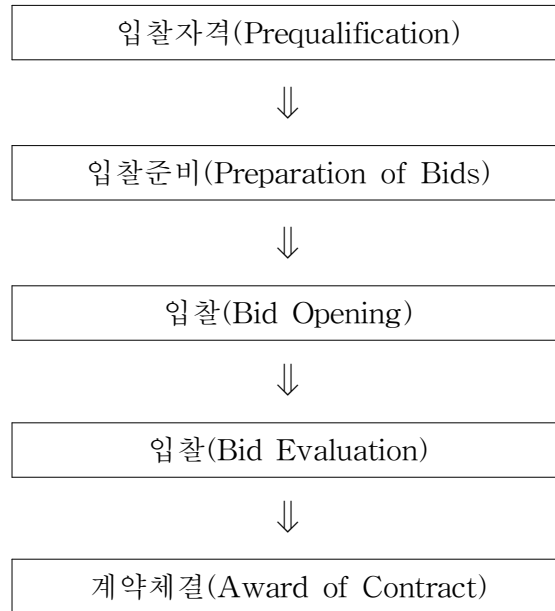 입찰자격(Prequalification)
⇓
입찰준비(Preparation of Bids)
⇓
입찰(Bid Opening)
⇓
입찰(Bid Evaluation)
⇓
계약체결(Award of Contract)